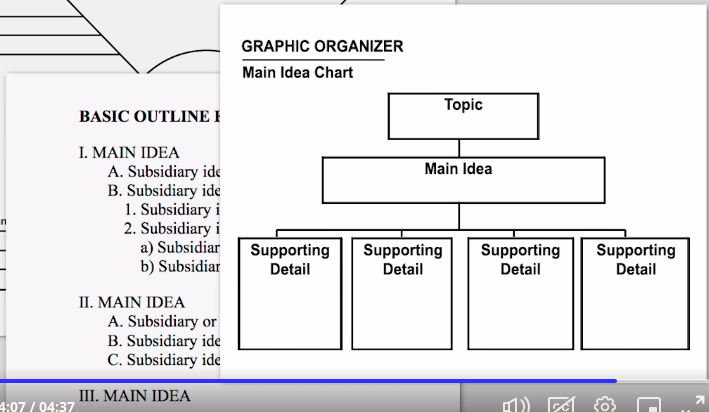 GRAPHIC ORGANIZER
Main Idea Chart
Topic
Main Idea
Supporting
Detail
Supporting
Detail
Supporting
Detail
Supporting
Detail
BASIC OUTLINE
I. MAIN IDEA
A. Subsidiary ide
B. Subsidiary ide
1. Subsidiary i
2. Subsidiary i
a) Subsidiar
b) Subsidiar
II. MAIN IDEA
A. Subsidiary or
B. Subsidiary ide
C. Subsidiary ide
III. MAIN IDEA
4:07 / 04:37